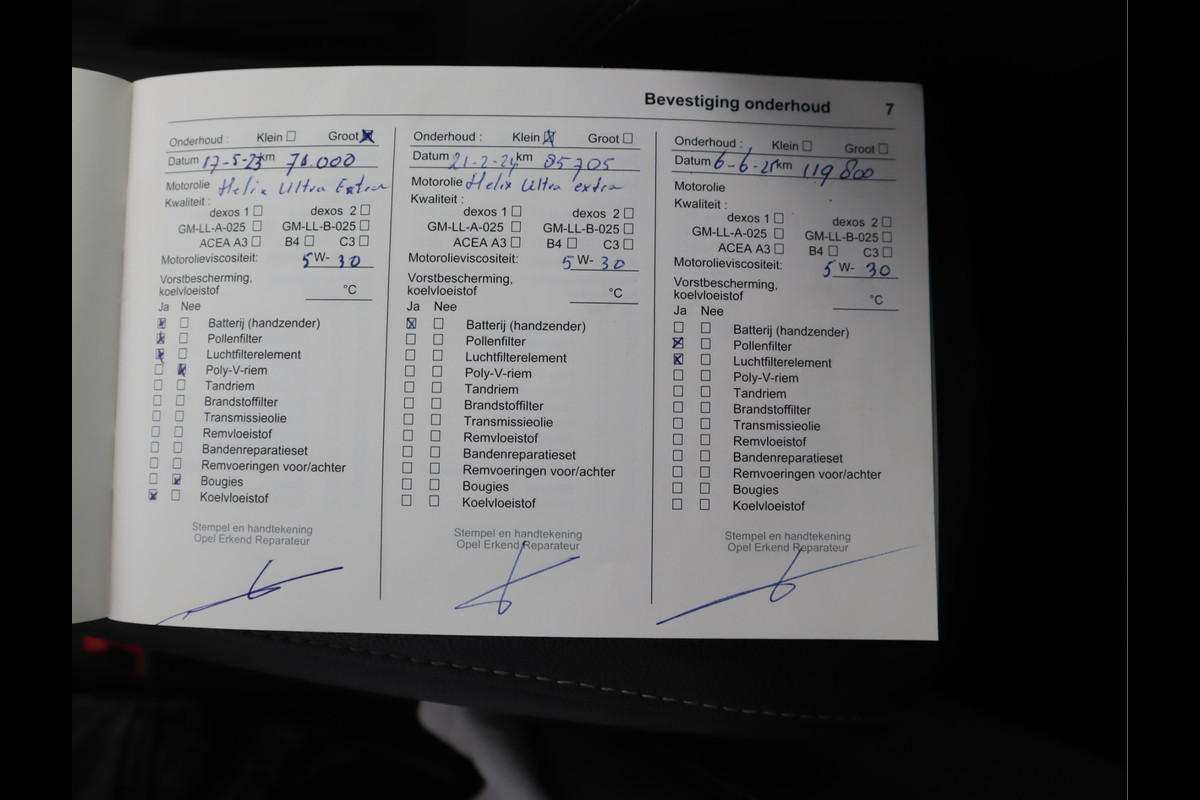 Bevestiging onderhoud 7
Onderhoud : Klein Groot
Datum 17-5-23 km 71.000
Motorolie Helix Ultra Extra
Kwaliteit :
dexos 1 dexos 2
GM-LL-A-025 GM-LL-B-025
ACEA A3 B4 C3
Motorolieviscositeit: 5 W- 30
Vorstbescherming,
koelvloeistof °C
Ja Nee
Batterij (handzender)
Pollenfilter
Luchtfilterelement
Poly-V-riem
Tandriem
Brandstoffilter
Transmissieolie
Remvloeistof
Bandenreparatieset
Remvoeringen voor/achter
Bougies
Koelvloeistof
Stempel en handtekening
Opel Erkend Reparateur
Onderhoud : Klein Groot
Datum 21-2-24 km 95705
Motorolie Helix Ultra extra
Kwaliteit :
dexos 1 dexos 2
GM-LL-A-025 GM-LL-B-025
ACEA A3 B4 C3
Motorolieviscositeit: 5 W- 30
Vorstbescherming,
koelvloeistof °C
Ja Nee
Batterij (handzender)
Pollenfilter
Luchtfilterelement
Poly-V-riem
Tandriem
Brandstoffilter
Transmissieolie
Remvloeistof
Bandenreparatieset
Remvoeringen voor/achter
Bougies
Koelvloeistof
Stempel en handtekening
Opel Erkend Reparateur
Onderhoud : Klein Groot
Datum 6-6-25 km 119800
Motorolie
Kwaliteit :
dexos 1 dexos 2
GM-LL-A-025 GM-LL-B-025
ACEA A3 B4 C3
Motorolieviscositeit: 5 W- 30
Vorstbescherming,
koelvloeistof °C
Ja Nee
Batterij (handzender)
Pollenfilter
Luchtfilterelement
Poly-V-riem
Tandriem
Brandstoffilter
Transmissieolie
Remvloeistof
Bandenreparatieset
Remvoeringen voor/achter
Bougies
Koelvloeistof
Stempel en handtekening
Opel Erkend Reparateur